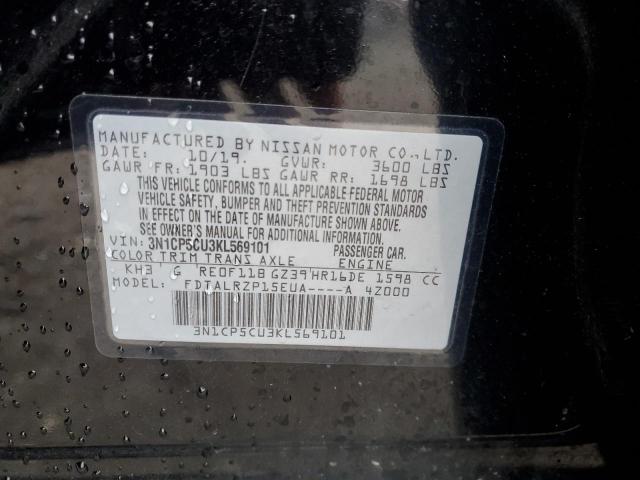 MANUFACTURED BY NISSAN MOTOR CO.,LTD.
DATE: 10/19. GVWR: 3600 LBS
GAWR FR: 1903 LBS GAWR RR: 1698 LBS
THIS VEHICLE CONFORMS TO ALL APPLICABLE FEDERAL MOTOR
VEHICLE SAFETY, BUMPER AND THEFT PREVENTION STANDARDS
IN EFFECT ON THE DATE OF MANUFACTURE SHOWN ABOVE.
SEE OWNER'S MANUAL FOR ADDITIONAL INFORMATION.
VIN: 3N1CP5CU3KL569101 PASSENGER CAR.
COLOR TRIM TRANS AXLE ENGINE
KH3 G RE0F11B GZ39 HR16DE 1598 CC
MODEL: FDTALRZP15EUA----A 4Z000
3N1CP5CU3KL569101